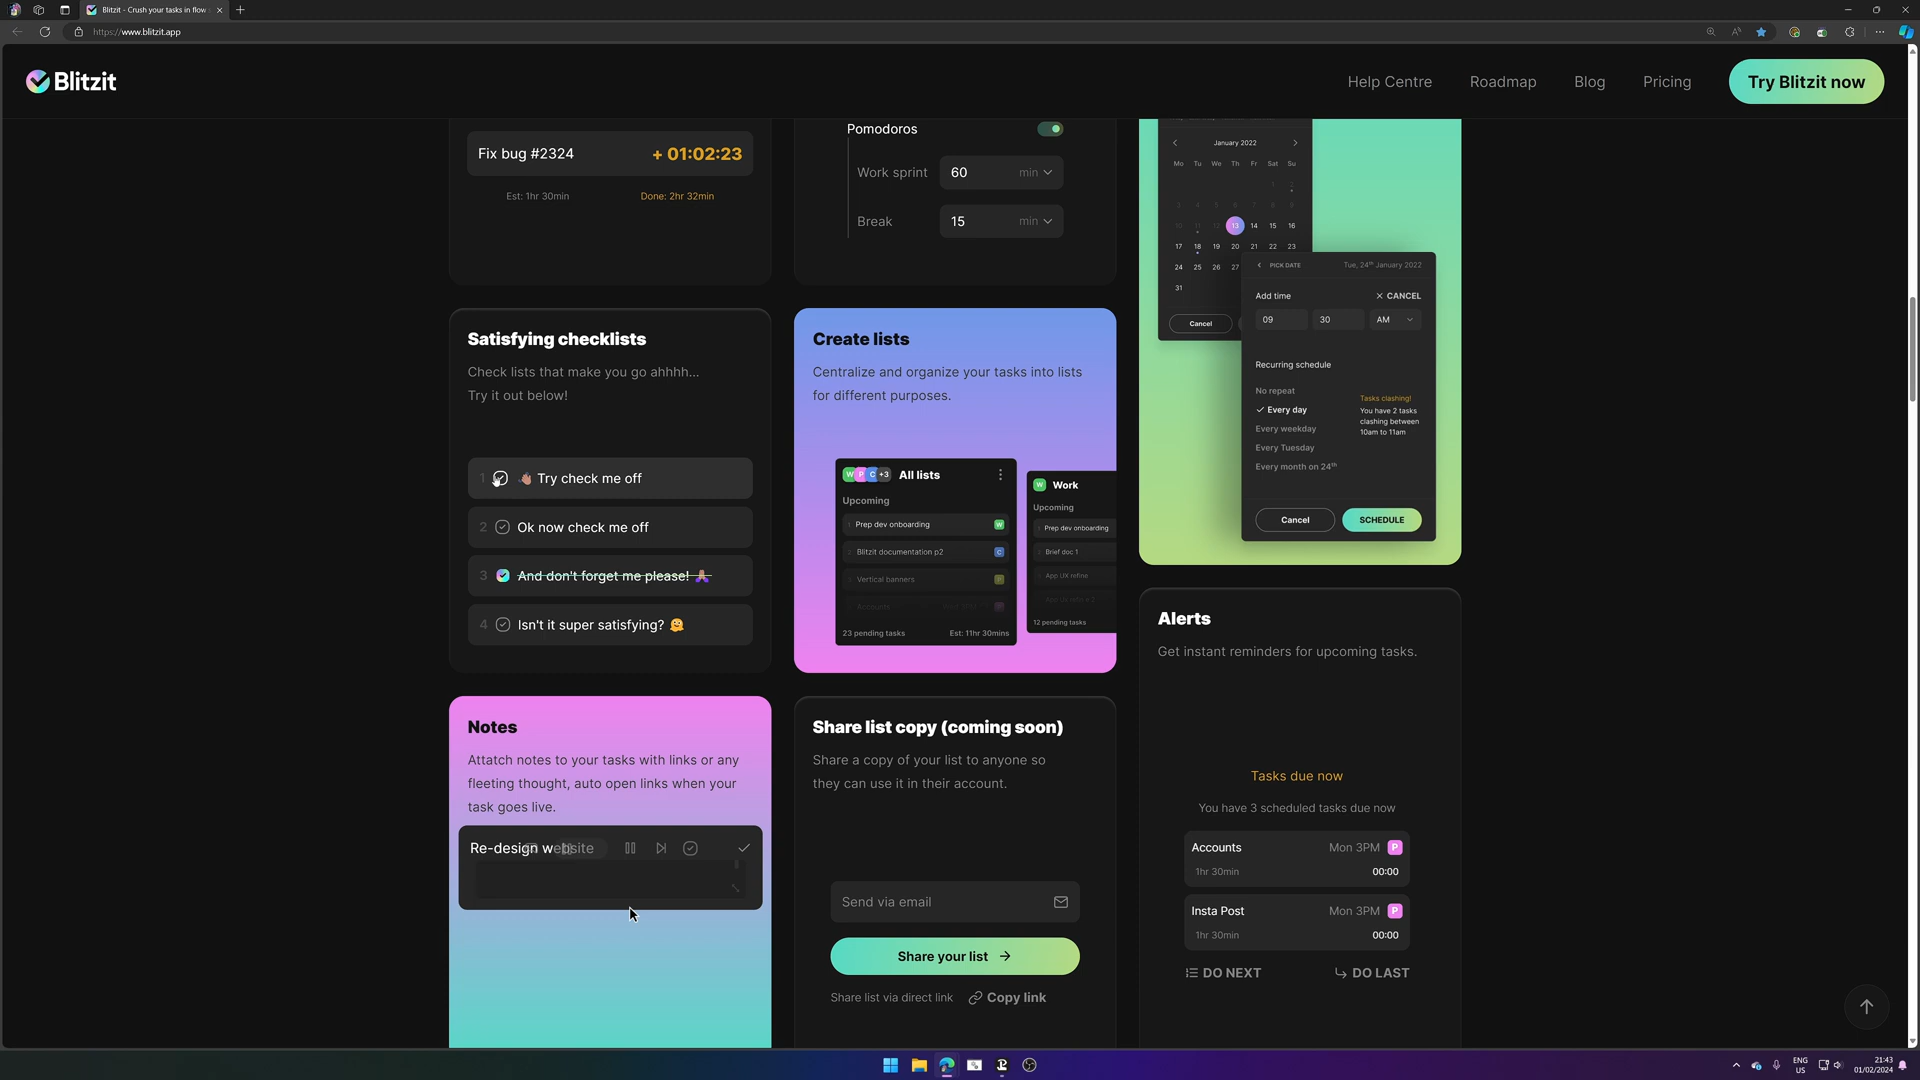 Blitzit - Crush your tasks in flow
https://www.blitzit.app
Blitzit
Help Centre
Roadmap
Blog
Pricing
Try Blitzit now
Fix bug #2324
+ 01:02:23
Est: 1hr 30min
Done: 2hr 32min
Pomodoros
Work sprint
60
min
Break
15
min
January 2022
Mo Tu We Th Fr Sat Su
1 2
3 4 5 6 7 8 9
10 11 12 13 14 15 16
17 18 19 20 21 22 23
24 25 26 27
31
Cancel
PICK DATE
Tue, 24th January 2022
Add time
CANCEL
09
30
AM
Recurring schedule
No repeat
Every day
Every weekday
Every Tuesday
Every month on 24th
Tasks clashing!
You have 2 tasks
clashing between
10am to 11am
Cancel
SCHEDULE
Satisfying checklists
Check lists that make you go ahhhh...
Try it out below!
1 Try check me off
2 Ok now check me off
3 And don't forget me please!
4 Isn't it super satisfying?
Create lists
Centralize and organize your tasks into lists
for different purposes.
W P C +3 All lists
Upcoming
Prep dev onboarding W
Blitzit documentation p2 C
Vertical banners P
Accounts
23 pending tasks
Est: 11hr 30mins
W Work
Upcoming
Prep dev onboarding
Brief doc 1
App UX refine
12 pending tasks
Alerts
Get instant reminders for upcoming tasks.
Tasks due now
You have 3 scheduled tasks due now
Accounts
Mon 3PM P
1hr 30min
00:00
Insta Post
Mon 3PM P
1hr 30min
00:00
DO NEXT
DO LAST
Notes
Attatch notes to your tasks with links or any
fleeting thought, auto open links when your
task goes live.
Re-design website
Share list copy (coming soon)
Share a copy of your list to anyone so
they can use it in their account.
Send via email
Share your list
Share list via direct link
Copy link
ENG
US
21:43
01/02/2024